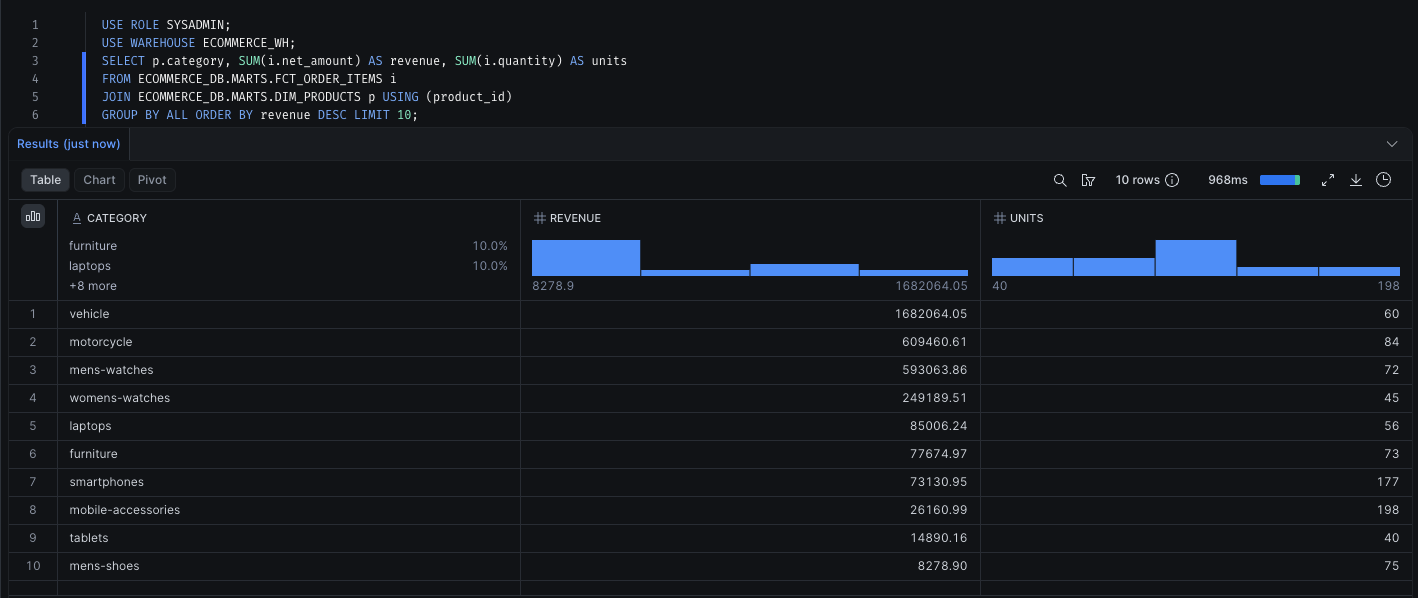 1 USE ROLE SYSADMIN;
2 USE WAREHOUSE ECOMMERCE_WH;
3 SELECT p.category, SUM(i.net_amount) AS revenue, SUM(i.quantity) AS units
4 FROM ECOMMERCE_DB.MARTS.FCT_ORDER_ITEMS i
5 JOIN ECOMMERCE_DB.MARTS.DIM_PRODUCTS p USING (product_id)
6 GROUP BY ALL ORDER BY revenue DESC LIMIT 10;
Results (just now)
Table Chart Pivot 10 rows 968ms
A CATEGORY # REVENUE # UNITS
furniture 10.0%
laptops 10.0%
+8 more 8278.9 1682064.05 40 198
1 vehicle 1682064.05 60
2 motorcycle 609460.61 84
3 mens-watches 593063.86 72
4 womens-watches 249189.51 45
5 laptops 85006.24 56
6 furniture 77674.97 73
7 smartphones 73130.95 177
8 mobile-accessories 26160.99 198
9 tablets 14890.16 40
10 mens-shoes 8278.90 75